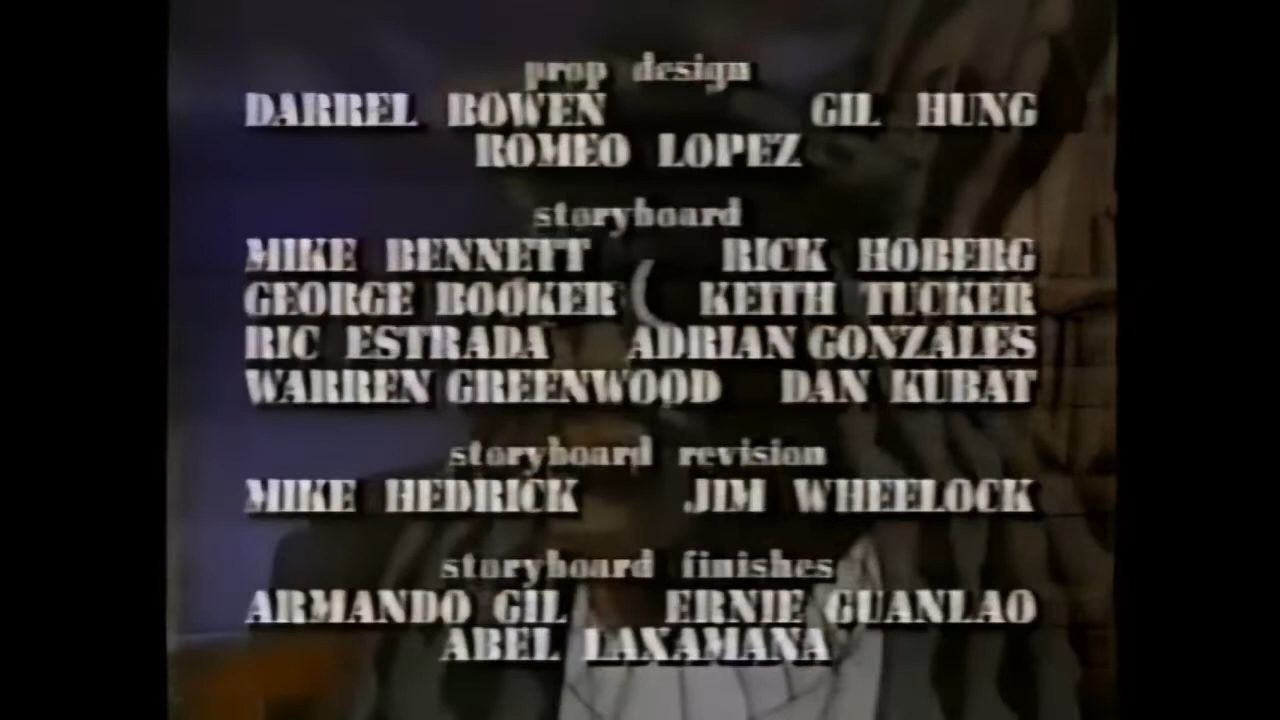 prop design
DARREL BOWEN GIL HUNG
ROMEO LOPEZ
storyboard
MIKE BENNETT RICK HOBERG
GEORGE BOOKER KEITH TUCKER
RIC ESTRADA ADRIAN GONZALES
WARREN GREENWOOD DAN KUBAT
storyboard revision
MIKE HEDRICK JIM WHEELOCK
storyboard finishes
ARMANDO GIL ERNIE GUANLAO
ABEL LAXAMANA